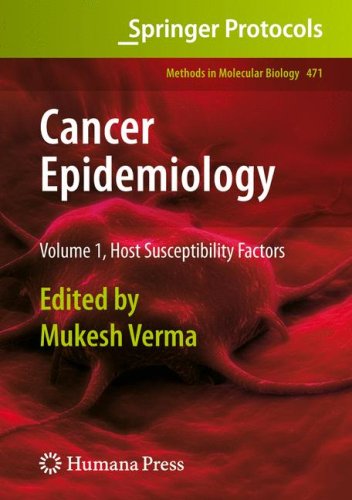 _Springer Protocols
Methods in Molecular Biology 471
Cancer
Epidemiology
Volume 1, Host Susceptibility Factors
Edited by
Mukesh Verma
Humana Press